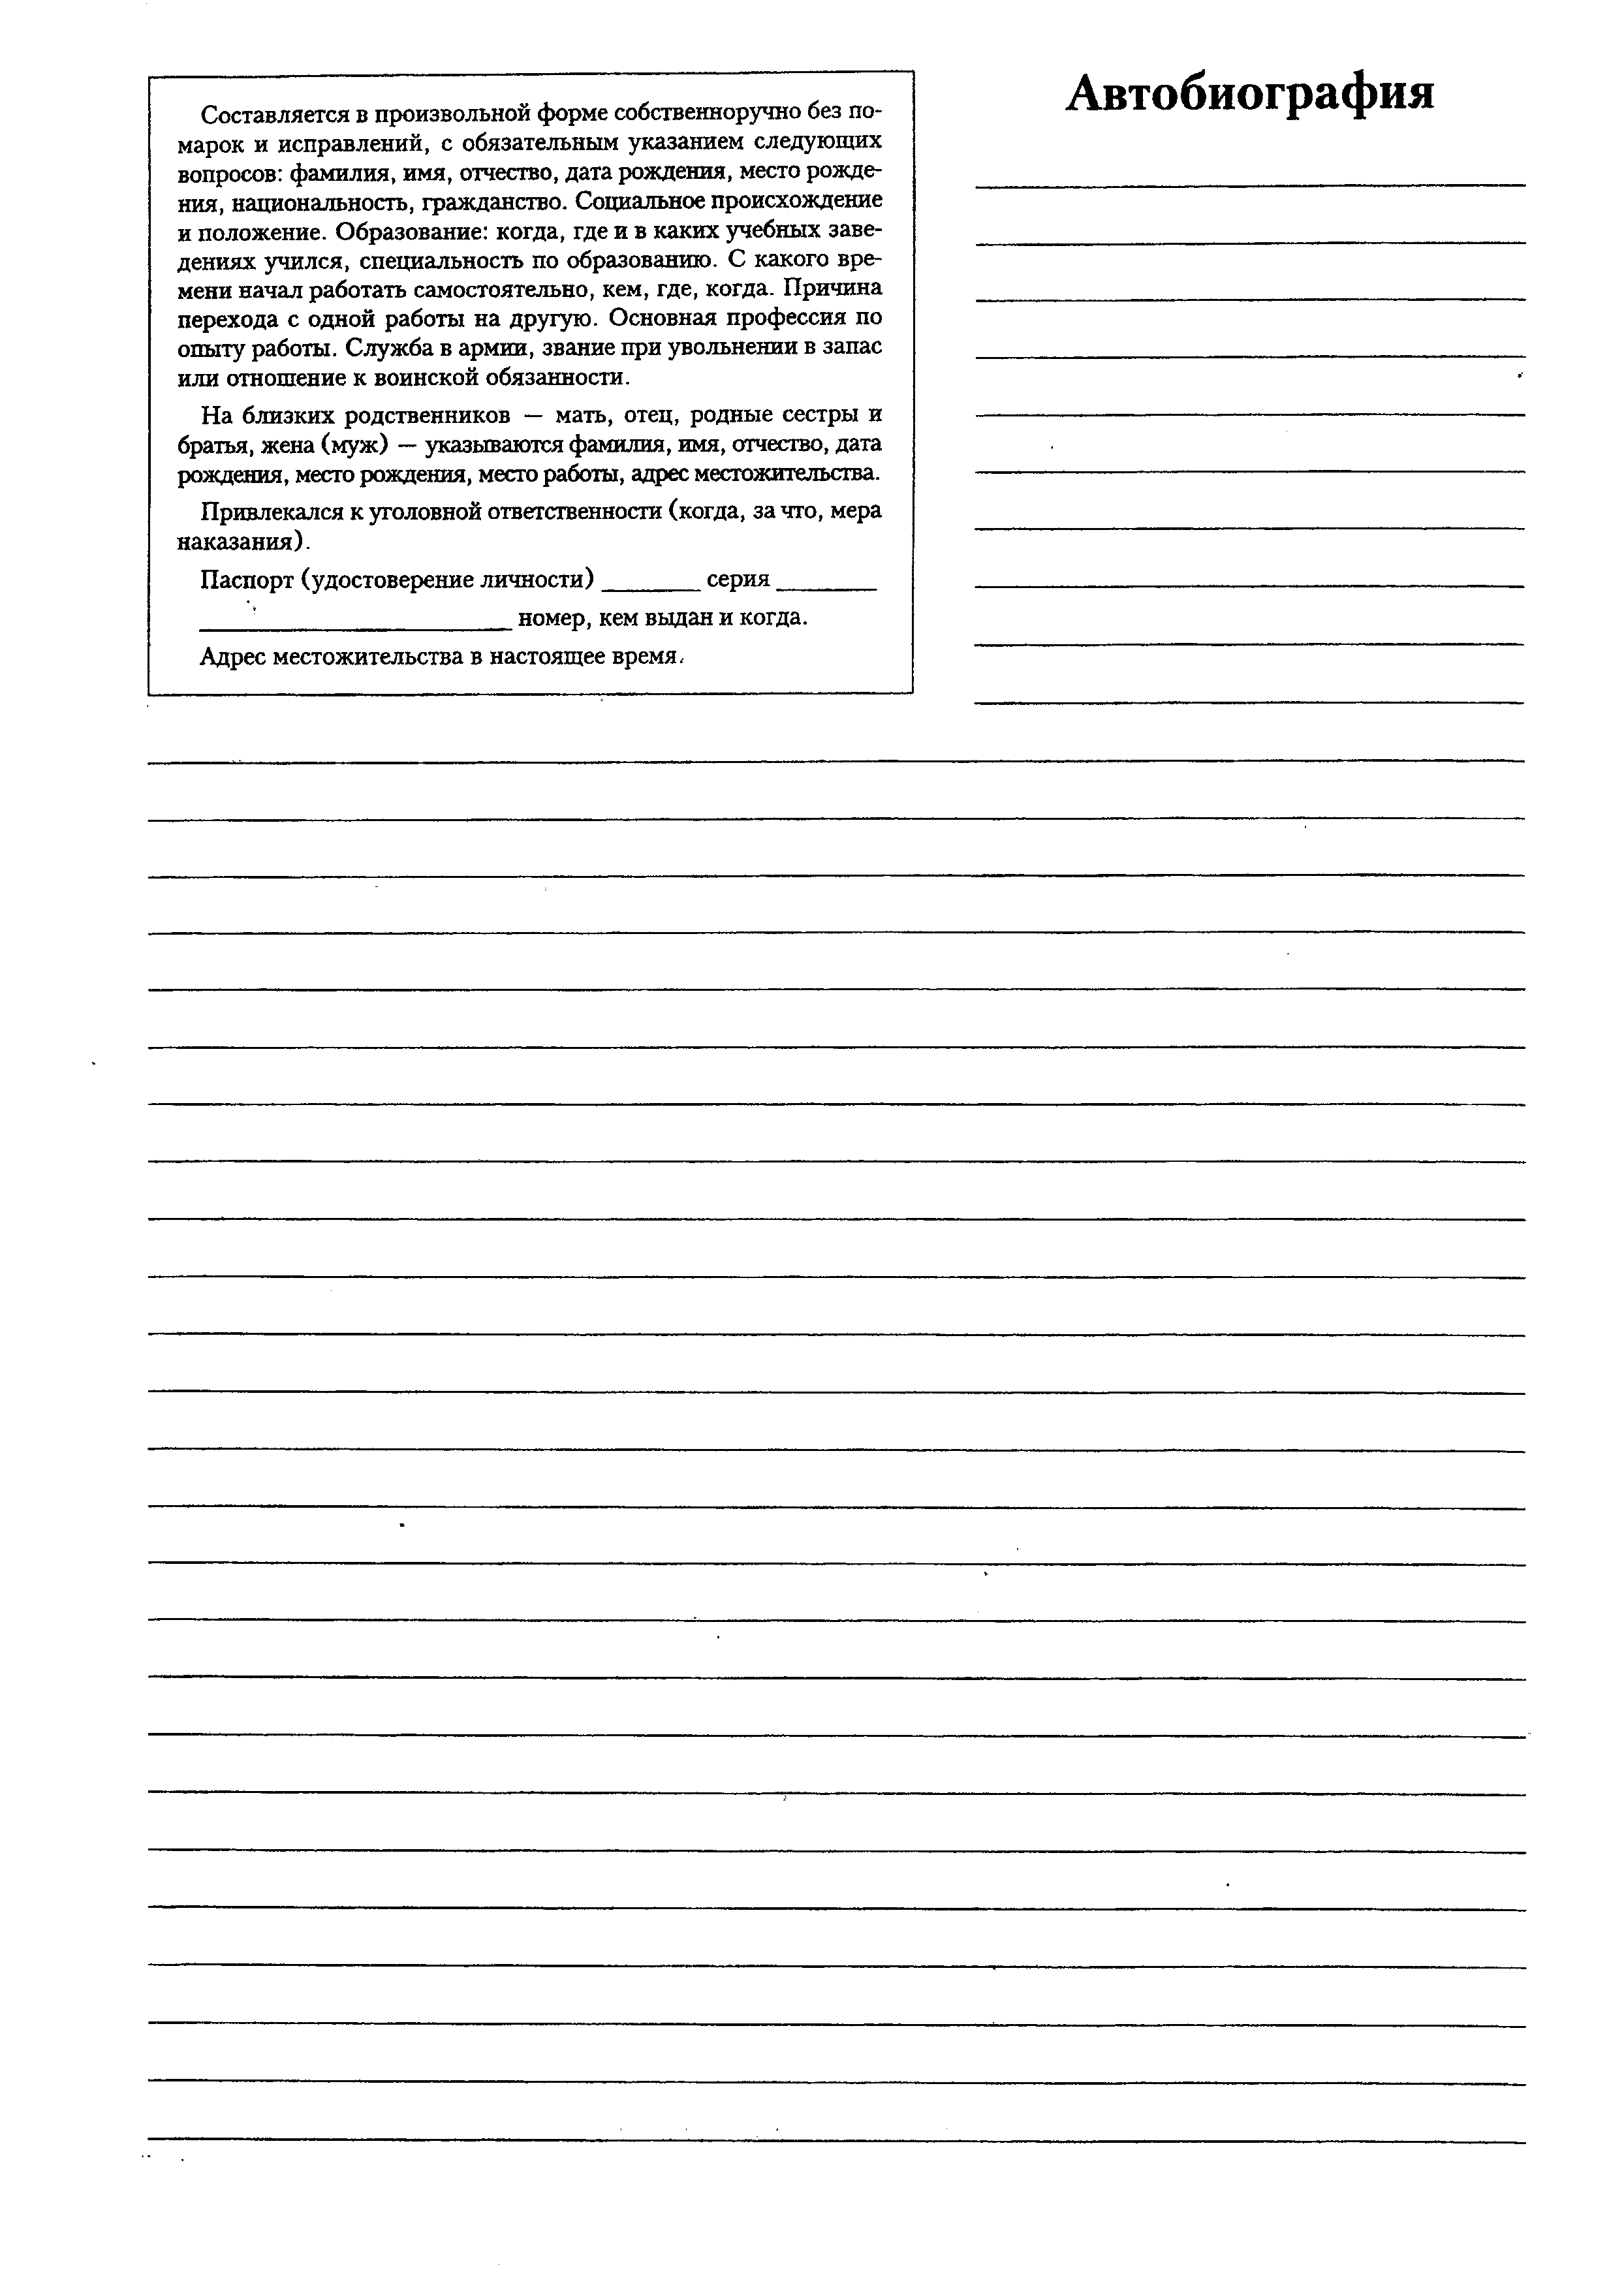 Автобиография
Составляется в произвольной форме собственноручно без по-
марок и исправлений, с обязательным указанием следующих
вопросов: фамилия, имя, отчество, дата рождения, место рожде-
ния, национальность, гражданство. Социальное происхождение
и положение. Образование: когда, где и в каких учебных заве-
дениях учился, специальность по образованию. С какого вре-
мени начал работать самостоятельно, кем, где, когда. Причина
перехода с одной работы на другую. Основная профессия по
опыту работы. Служба в армии, звание при увольнении в запас
или отношение к воинской обязанности.
На близких родственников — мать, отец, родные сестры и
братья, жена (муж) — указываются фамилия, имя, отчество, дата
рождения, место рождения, место работы, адрес местожительства.
Привлекался к уголовной ответственности (когда, за что, мера
наказания).
Паспорт (удостоверение личности) ________ серия ________
_________________________ номер, кем выдан и когда.
Адрес местожительства в настоящее время.